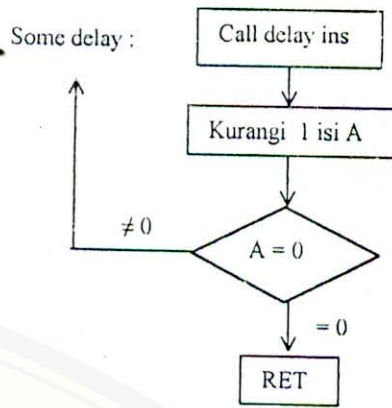 Some delay :
Call delay ins
Kurangi 1 isi A
≠ 0
A = 0
= 0
RET